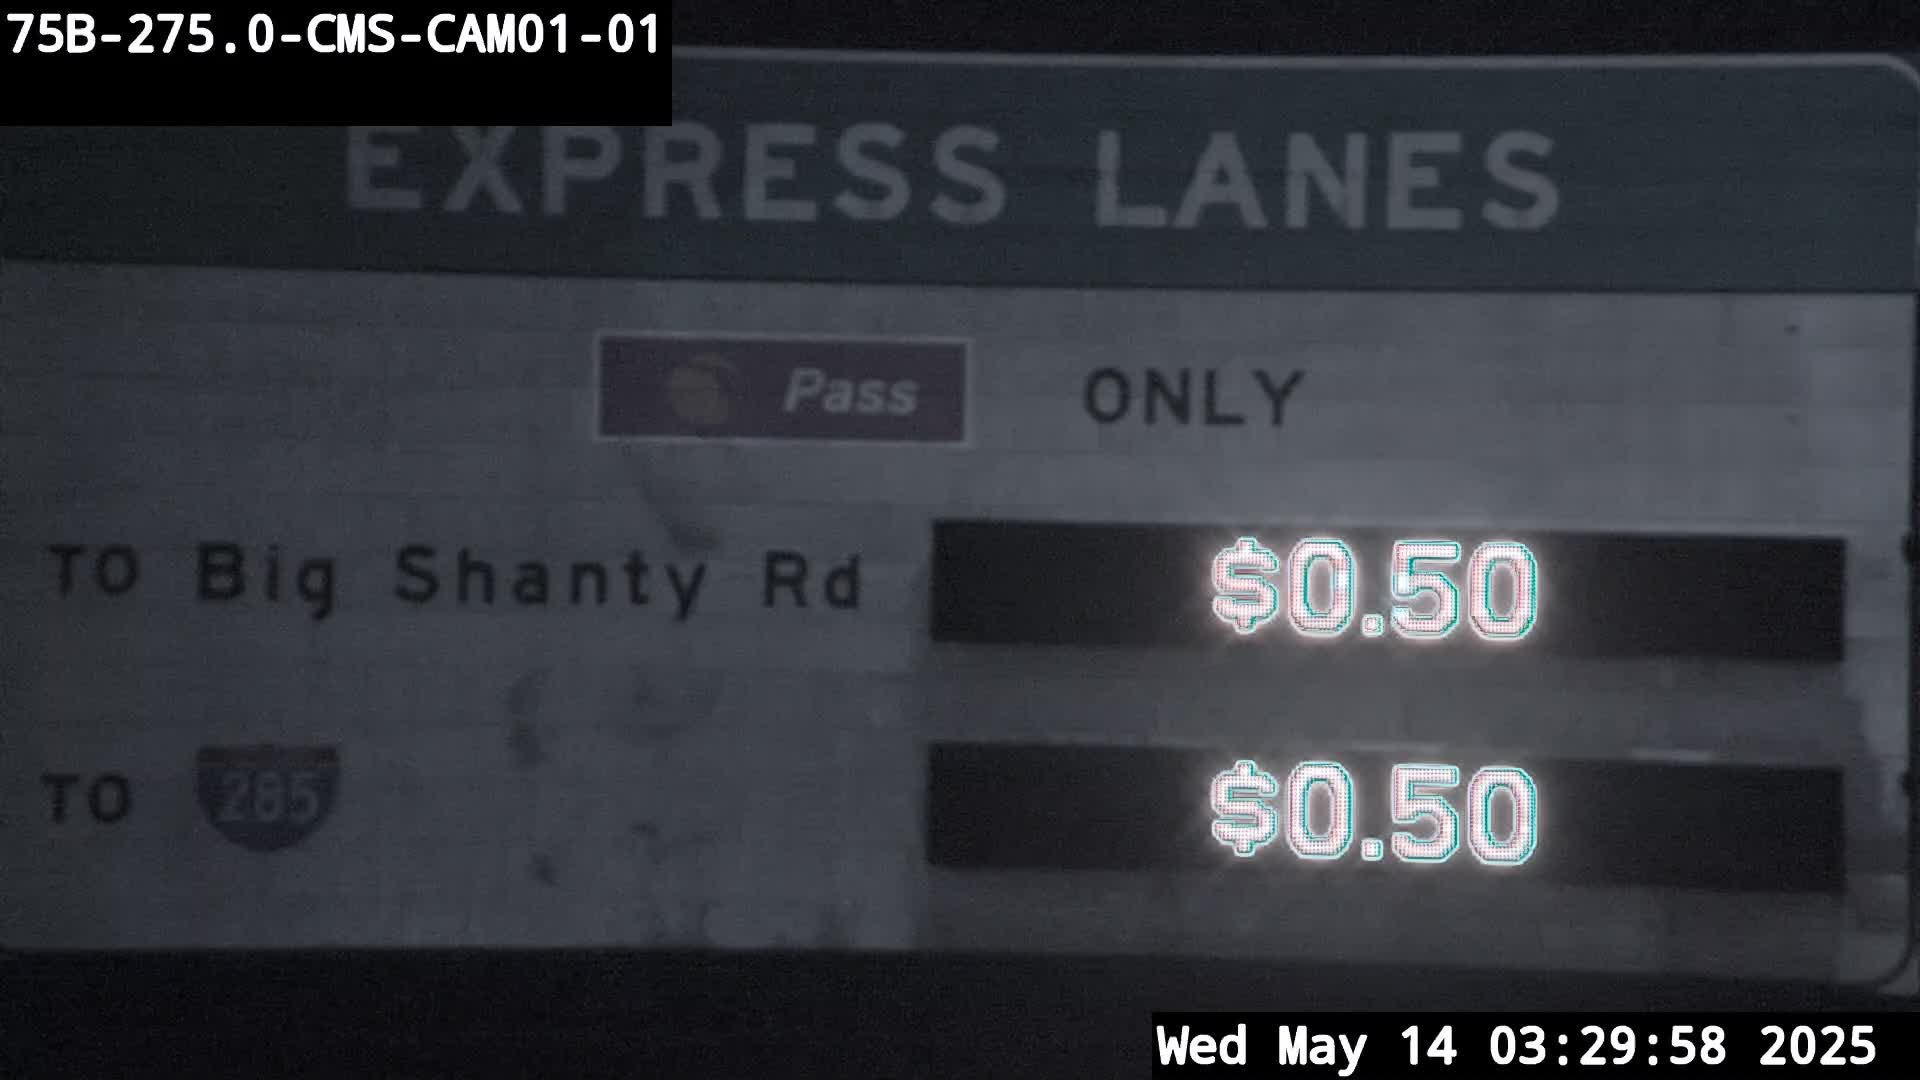 75B-275.0-CMS-CAM01-01
EXPRESS LANES
Pass ONLY
TO Big Shanty Rd $0.50
TO 285 $0.50
Wed May 14 03:29:58 2025